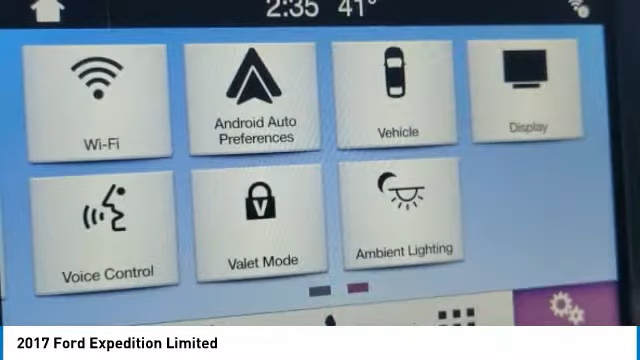 2:35 41°
Wi-Fi
Android Auto
Preferences
Vehicle
Display
Voice Control
Valet Mode
Ambient Lighting
2017 Ford Expedition Limited